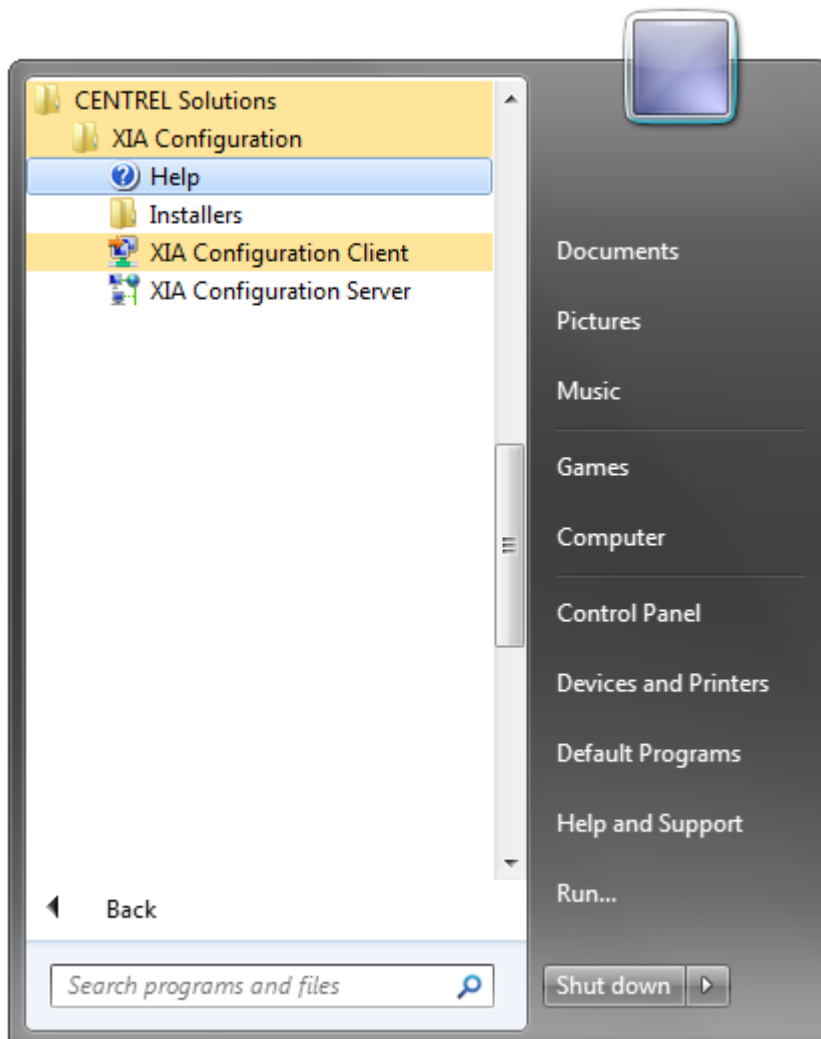 CENTREL Solutions
XIA Configuration
Help
Installers
XIA Configuration Client
XIA Configuration Server
Back
Search programs and files
Documents
Pictures
Music
Games
Computer
Control Panel
Devices and Printers
Default Programs
Help and Support
Run...
Shut down